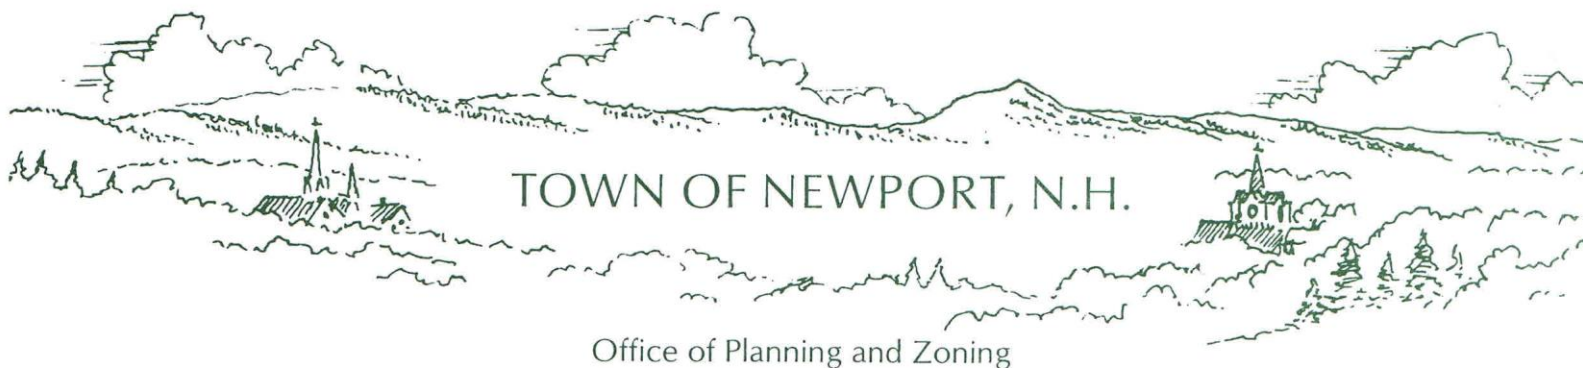 TOWN OF NEWPORT, N.H.
Office of Planning and Zoning